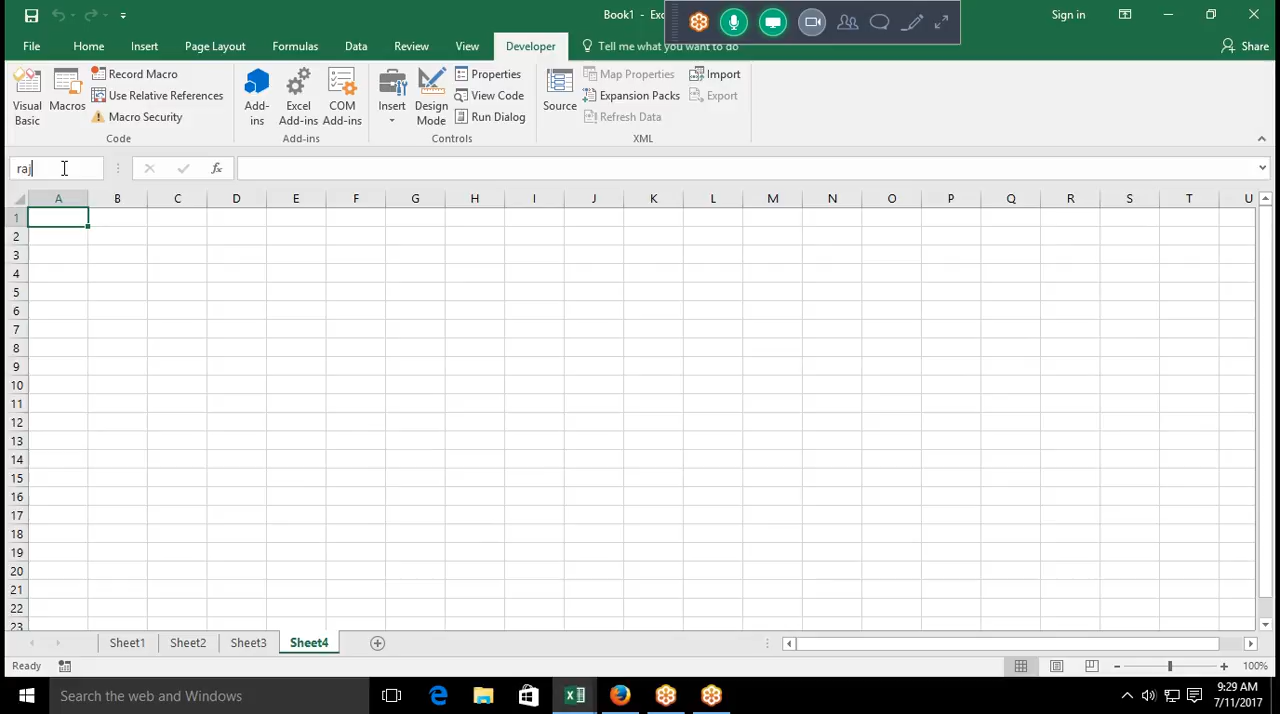 Book1 - Exc
Sign in
File Home Insert Page Layout Formulas Data Review View Developer Tell me what you want to do Share
Visual Basic
Macros
Record Macro
Use Relative References
Macro Security
Code
Add-ins
Excel Add-ins
COM Add-ins
Add-ins
Insert
Design Mode
Properties
View Code
Run Dialog
Controls
Source
Map Properties
Expansion Packs
Refresh Data
Import
Export
XML
raj
fx
A B C D E F G H I J K L M N O P Q R S T U
1
2
3
4
5
6
7
8
9
10
11
12
13
14
15
16
17
18
19
20
21
22
23
Sheet1 Sheet2 Sheet3 Sheet4
Ready
100%
Search the web and Windows
9:29 AM
7/11/2017